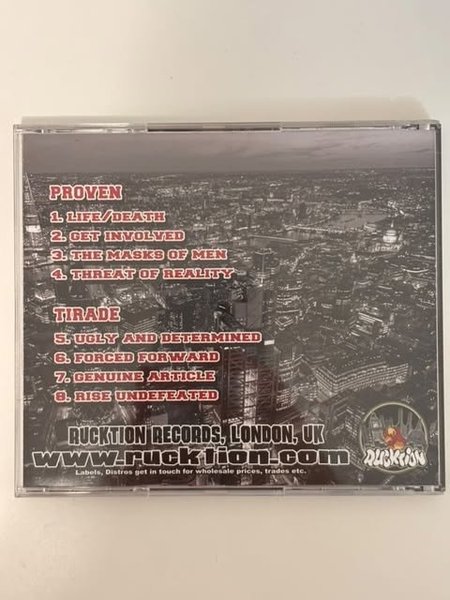 PROVEN
1. LIFE/DEATH
2. GET INVOLVED
3. THE MASKS OF MEN
4. THREAT OF REALITY
TIRADE
5. UGLY AND DETERMINED
6. FORCED FORWARD
7. GENUINE ARTICLE
8. RISE UNDEFEATED
RUCKTION RECORDS, LONDON, UK
www.rucktion.com
Labels, Distros get in touch for wholesale prices, trades etc.
RUCKTION